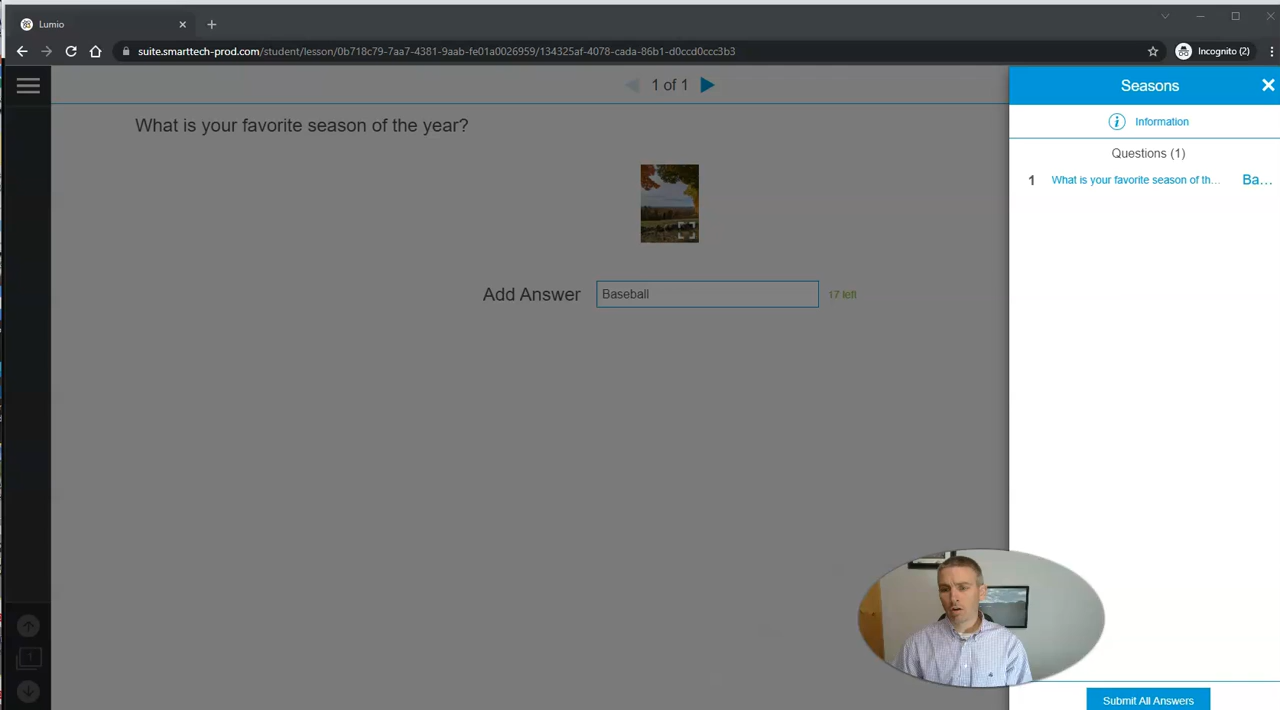 Lumio
suite.smarttech-prod.com/student/lesson/0b718c79-7aa7-4381-9aab-fe01a0026959/134325af-4078-cada-86b1-d0ccd0ccc3b3
Incognito (2)
1 of 1
Seasons
Information
What is your favorite season of the year?
Questions (1)
1 What is your favorite season of th... Ba...
Add Answer Baseball 17 left
1
Submit All Answers